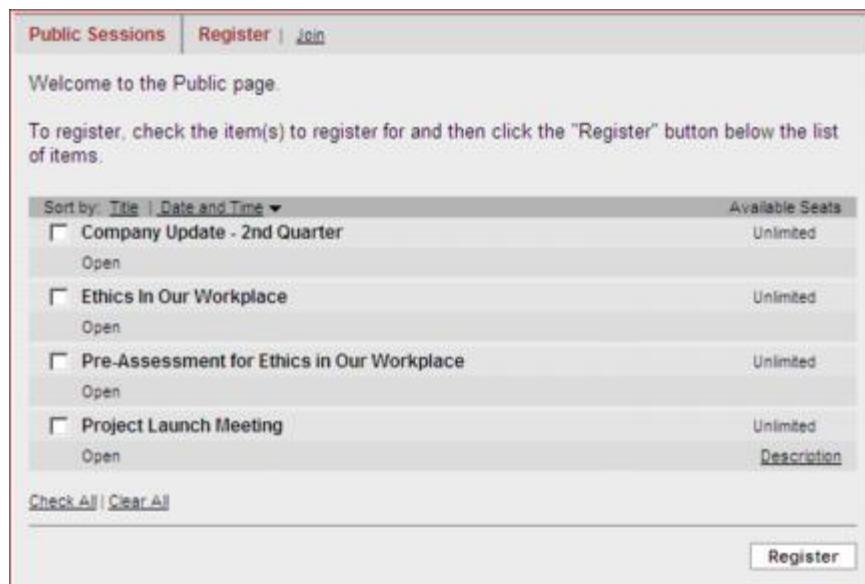 Public Sessions Register | Join
Welcome to the Public page.
To register, check the item(s) to register for and then click the "Register" button below the list
of items.
Sort by: Title | Date and Time Available Seats
Company Update - 2nd Quarter Unlimited
Open
Ethics In Our Workplace Unlimited
Open
Pre-Assessment for Ethics in Our Workplace Unlimited
Open
Project Launch Meeting Unlimited
Open Description
Check All | Clear All
Register